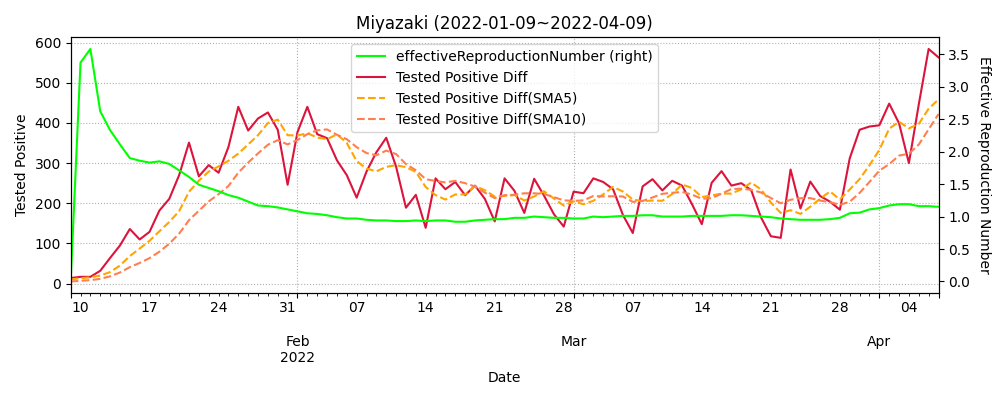 Miyazaki (2022-01-09~2022-04-09)
effectiveReproductionNumber (right)
Tested Positive Diff
Tested Positive Diff(SMA5)
Tested Positive Diff(SMA10)
Tested Positive
600
500
400
300
200
100
0
3.5
3.0
2.5
2.0
1.5
1.0
0.5
0.0
Effective Reproduction Number
10 17 24 31 07 14 21 28 07 14 21 28 04
Feb Mar Apr
2022
Date